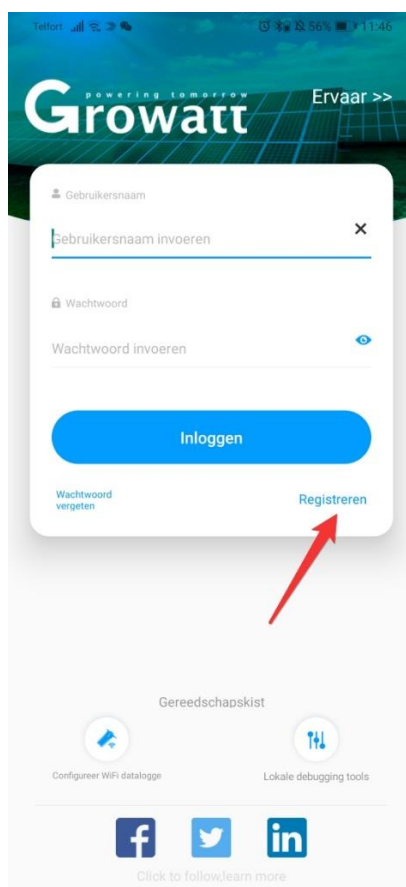 Telfort 56% 11:46
powering tomorrow
Growatt
Ervaar >>
Gebruikersnaam
Gebruikersnaam invoeren
Wachtwoord
Wachtwoord invoeren
Inloggen
Wachtwoord
vergeten
Registreren
Gereedschapskist
Configureer WiFi datalogge
Lokale debugging tools
f
in
Click to follow,learn more